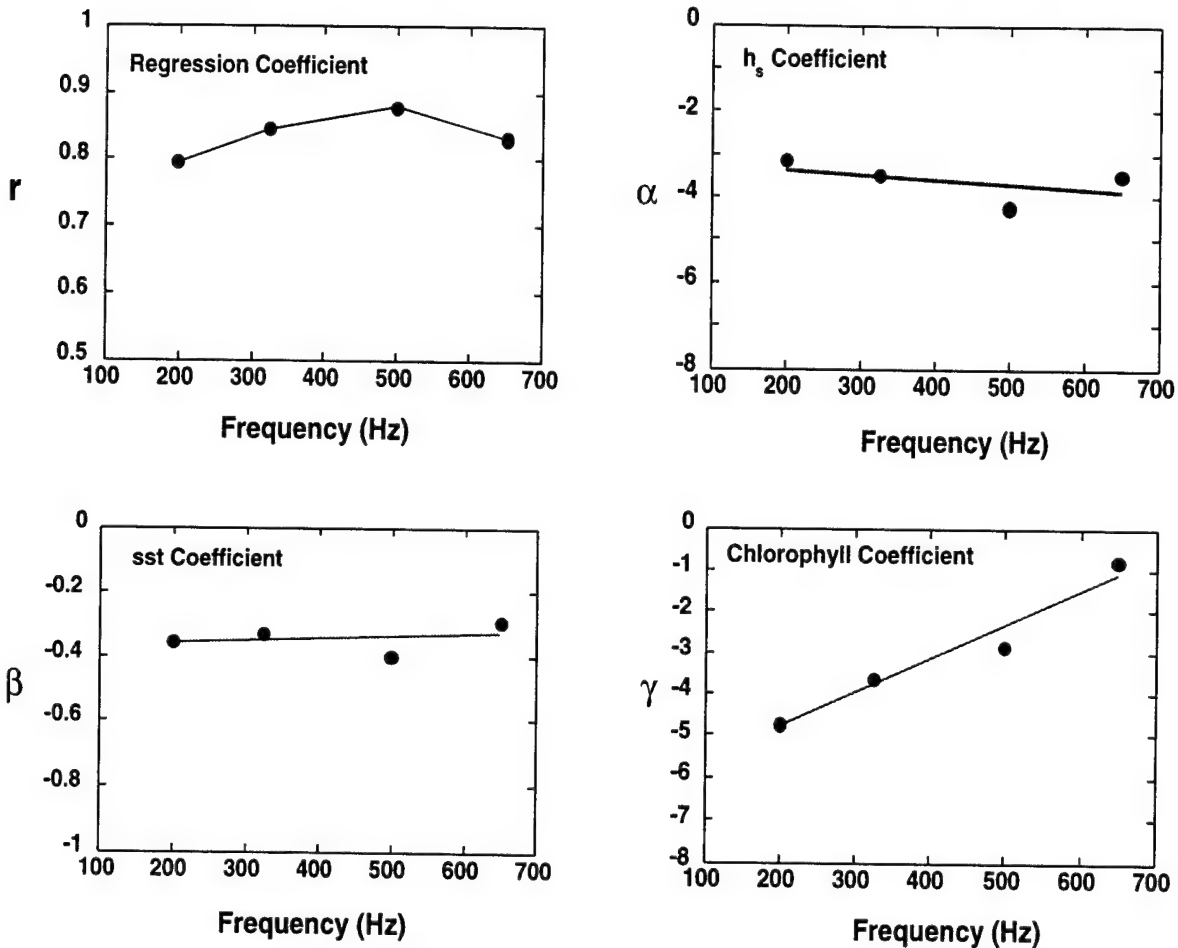 Regression Coefficient
r
1
0.9
0.8
0.7
0.6
0.5
100 200 300 400 500 600 700
Frequency (Hz)
hs Coefficient
α
0
-2
-4
-6
-8
100 200 300 400 500 600 700
Frequency (Hz)
sst Coefficient
β
0
-0.2
-0.4
-0.6
-0.8
-1
100 200 300 400 500 600 700
Frequency (Hz)
Chlorophyll Coefficient
γ
0
-1
-2
-3
-4
-5
-6
-7
-8
100 200 300 400 500 600 700
Frequency (Hz)